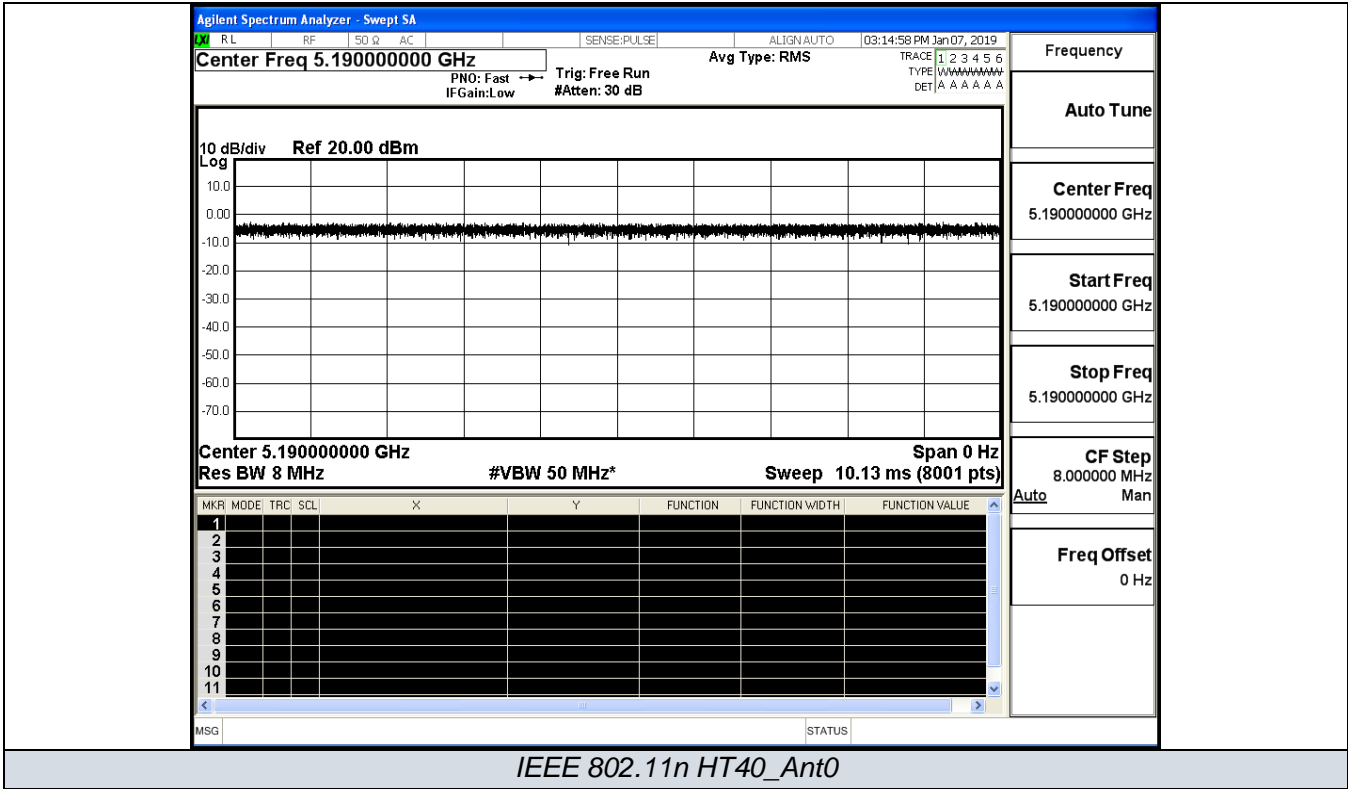 Agilent Spectrum Analyzer - Swept SA
LXI RL RF 50 Ω AC SENSE:PULSE ALIGN AUTO 03:14:58 PM Jan 07, 2019
Center Freq 5.190000000 GHz
PNO: Fast
IFGain:Low
Trig: Free Run
#Atten: 30 dB
Avg Type: RMS
TRACE 1 2 3 4 5 6
TYPE WWWWWW
DET A A A A A A
10 dB/div Ref 20.00 dBm
Log
10.0
0.00
-10.0
-20.0
-30.0
-40.0
-50.0
-60.0
-70.0
Center 5.190000000 GHz Span 0 Hz
Res BW 8 MHz #VBW 50 MHz* Sweep 10.13 ms (8001 pts)
MKR MODE TRC SCL X Y FUNCTION FUNCTION WIDTH FUNCTION VALUE
1
2
3
4
5
6
7
8
9
10
11
MSG STATUS
Frequency
Auto Tune
Center Freq
5.190000000 GHz
Start Freq
5.190000000 GHz
Stop Freq
5.190000000 GHz
CF Step
8.000000 MHz
Auto Man
Freq Offset
0 Hz
IEEE 802.11n HT40_Ant0